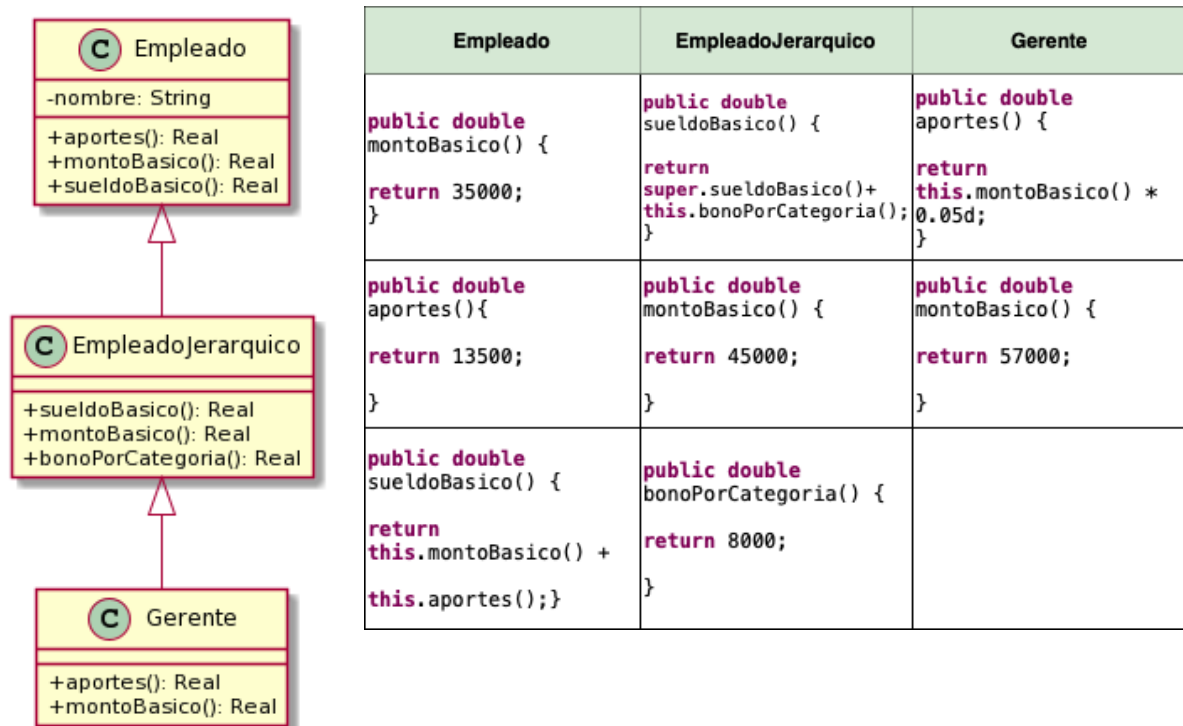 C Empleado
-nombre: String
+aportes(): Real
+montoBasico(): Real
+sueldoBasico(): Real
C EmpleadoJerarquico
+sueldoBasico(): Real
+montoBasico(): Real
+bonoPorCategoria(): Real
C Gerente
+aportes(): Real
+montoBasico(): Real
Empleado
EmpleadoJerarquico
Gerente
public double
montoBasico() {
return 35000;
}
public double
sueldoBasico() {
return
super.sueldoBasico()+
this.bonoPorCategoria();
}
public double
aportes() {
return
this.montoBasico() *
0.05d;
}
public double
aportes(){
return 13500;
}
public double
montoBasico() {
return 45000;
}
public double
montoBasico() {
return 57000;
}
public double
sueldoBasico() {
return
this.montoBasico() +
this.aportes();}
public double
bonoPorCategoria() {
return 8000;
}